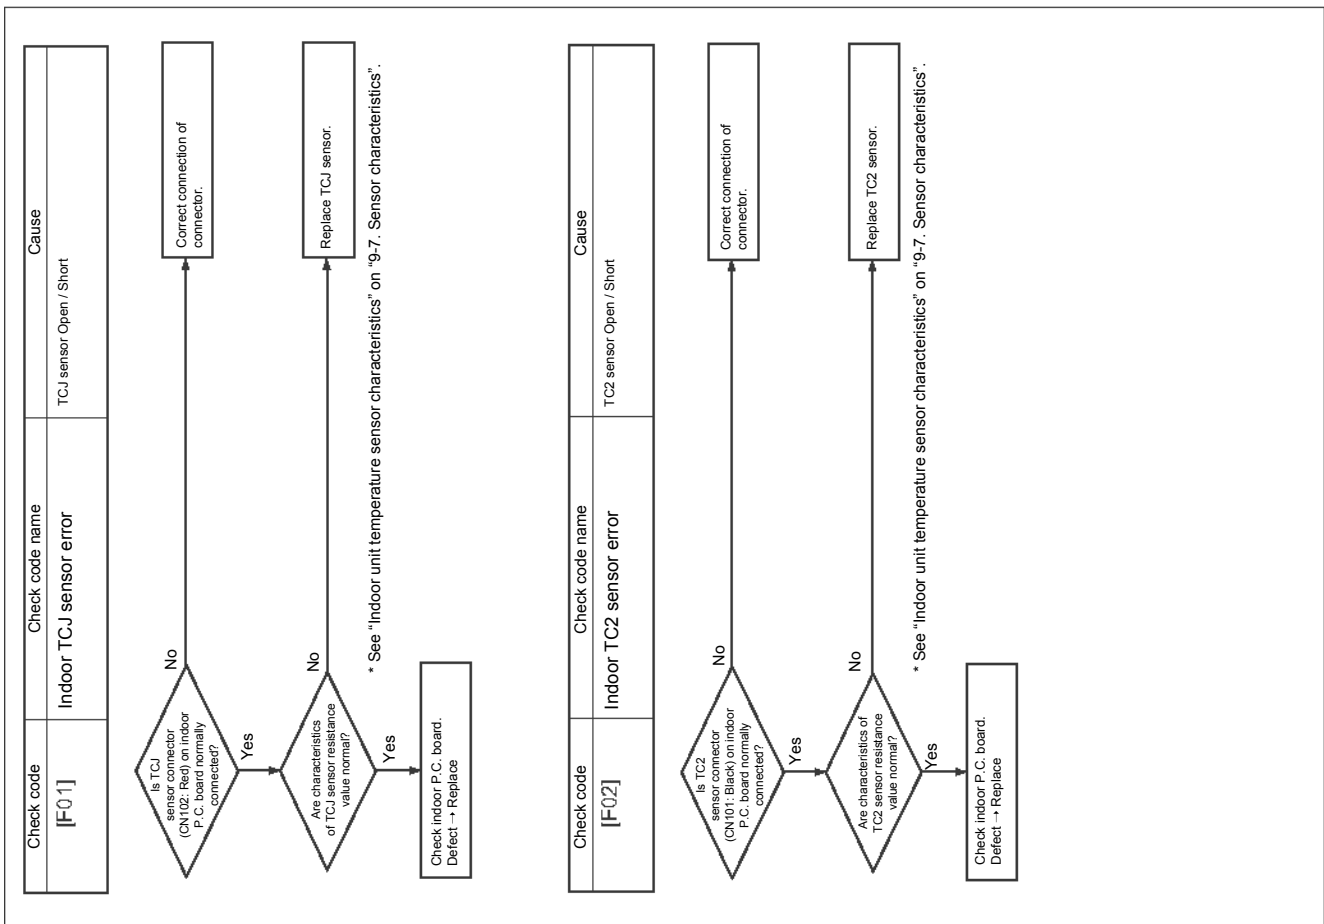 Check code
Check code name
Cause
[F01]
Indoor TCJ sensor error
TCJ sensor Open / Short
Is TCJ
sensor connector
(CN102: Red) on indoor
P.C. board normally
connected?
No
Correct connection of
connector.
Yes
Are characteristics
of TCJ sensor resistance
value normal?
No
Replace TCJ sensor.
Yes
* See “Indoor unit temperature sensor characteristics” on “9-7. Sensor characteristics”.
Check indoor P.C. board.
Defect → Replace
Check code
Check code name
Cause
[F02]
Indoor TC2 sensor error
TC2 sensor Open / Short
Is TC2
sensor connector
(CN101: Black) on indoor
P.C. board normally
connected?
No
Correct connection of
connector.
Yes
Are characteristics of
TC2 sensor resistance
value normal?
No
Replace TC2 sensor.
Yes
* See “Indoor unit temperature sensor characteristics” on “9-7. Sensor characteristics”.
Check indoor P.C. board.
Defect → Replace